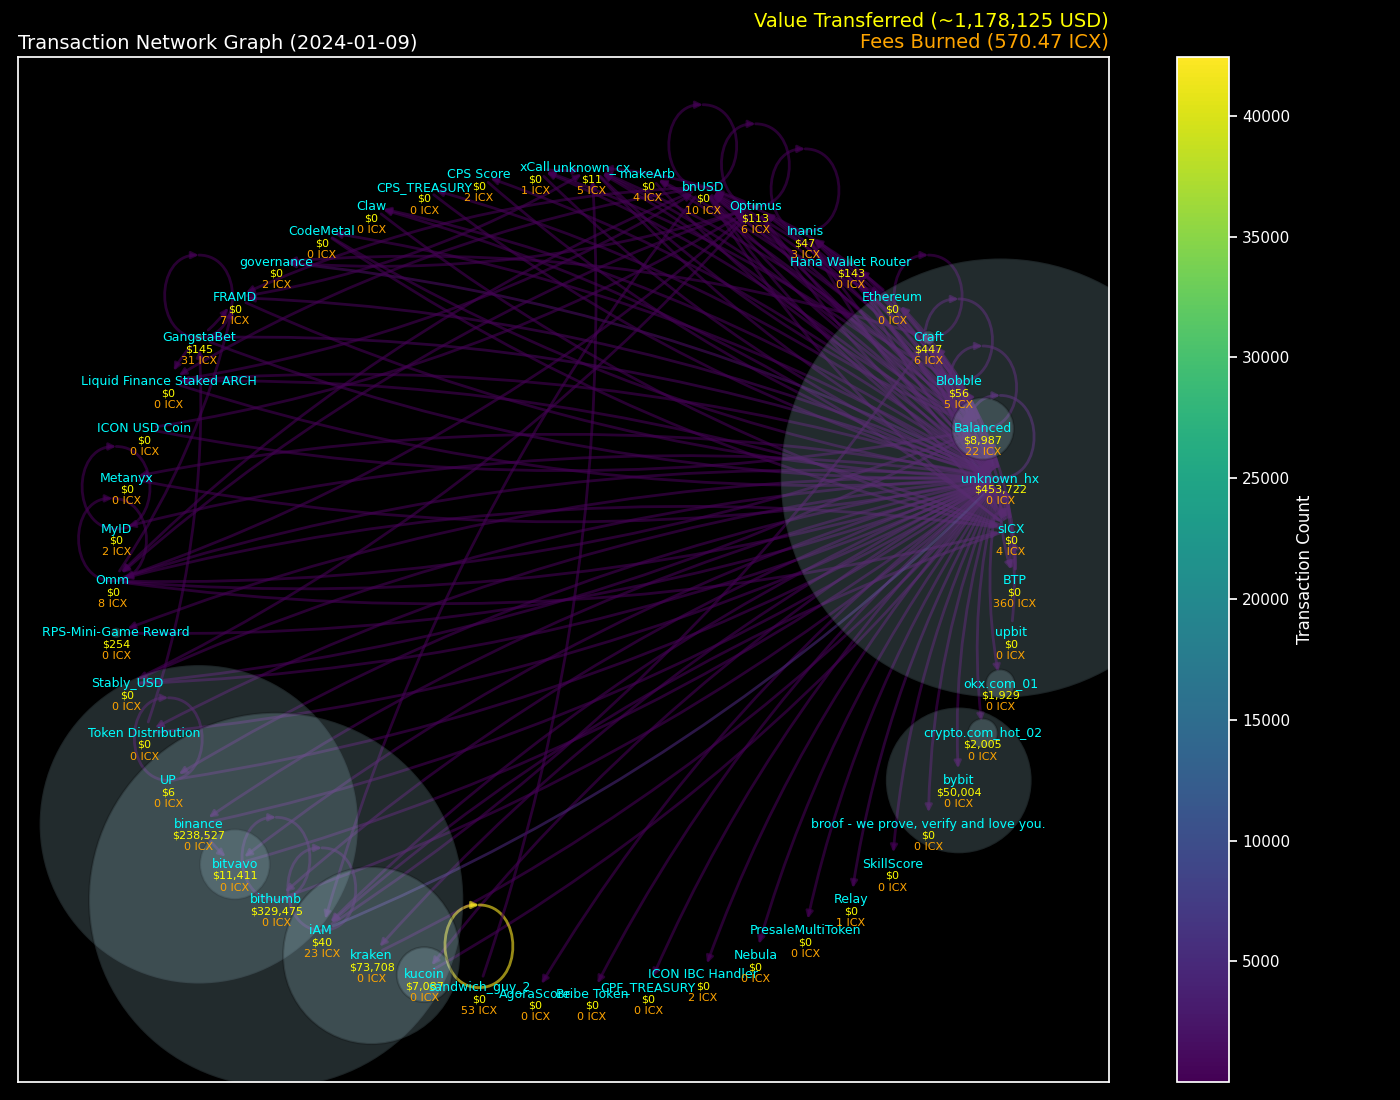 Value Transferred (~1,178,125 USD)
Transaction Network Graph (2024-01-09)
Fees Burned (570.47 ICX)
xCall
$0
1 ICX
unknown_cx
$11
5 ICX
makeArb
$0
4 ICX
CPS Score
$0
2 ICX
CPS_TREASURY
$0
0 ICX
bnUSD
$0
10 ICX
Claw
$0
0 ICX
Optimus
$113
6 ICX
CodeMetal
$0
0 ICX
Inanis
$47
3 ICX
governance
$0
2 ICX
Hana Wallet Router
$143
0 ICX
FRAMD
$0
7 ICX
Ethereum
$0
0 ICX
GangstaBet
$145
31 ICX
Craft
$447
6 ICX
Liquid Finance Staked ARCH
$0
0 ICX
Blobble
$56
5 ICX
ICON USD Coin
$0
0 ICX
Balanced
$8,987
22 ICX
Metanyx
$0
0 ICX
unknown_hx
$453,722
0 ICX
MyID
$0
2 ICX
sICX
$0
4 ICX
Omm
$0
8 ICX
BTP
$0
360 ICX
RPS-Mini-Game Reward
$254
0 ICX
upbit
$0
0 ICX
Stably_USD
$0
0 ICX
okx.com_01
$1,929
0 ICX
Token Distribution
$0
0 ICX
crypto.com_hot_02
$2,005
0 ICX
UP
$6
0 ICX
bybit
$50,004
0 ICX
binance
$238,527
0 ICX
broof - we prove, verify and love you.
$0
0 ICX
bitvavo
$11,411
0 ICX
SkillScore
$0
0 ICX
bithumb
$329,475
0 ICX
Relay
$0
1 ICX
iAM
$40
23 ICX
PresaleMultiToken
$0
0 ICX
kraken
$73,708
0 ICX
Nebula
$0
0 ICX
kucoin
0 ICX
ICON IBC Handler
$0
2 ICX
sandwich_guy_2
$0
53 ICX
AgoraScore
$0
0 ICX
Bribe Token
$0
0 ICX
CPF_TREASURY
$0
0 ICX
40000
35000
30000
25000
20000
15000
10000
5000
Transaction Count